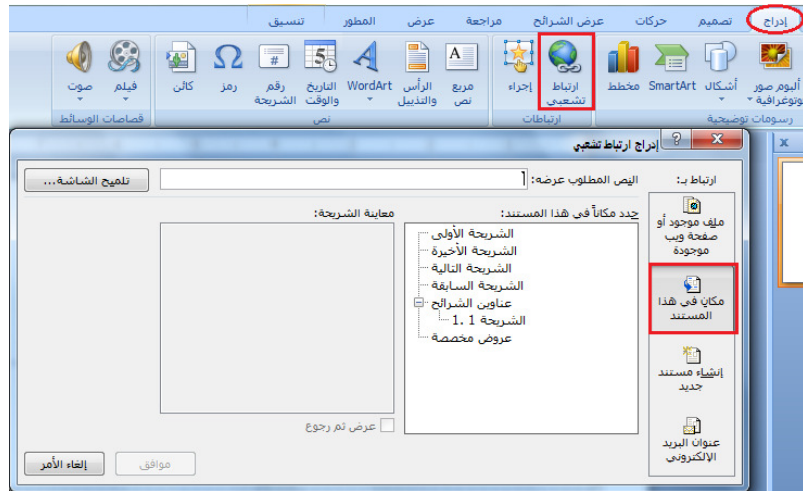 إدراج تصميم حركات عرض الشرائح مراجعة عرض المطور تنسيق
ألبوم صور فوتوغرافية
أشكال
SmartArt
مخطط
ارتباط تشعبي
إجراء
مربع نص
الرأس والتذييل
WordArt
التاريخ والوقت
رقم الشريحة
رمز
كائن
فيلم
صوت
رسومات توضيحية ارتباطات نص قصاصات الوسائط
إدراج ارتباط تشعبي
ارتباط بـ: النص المطلوب عرضه: أ تلميح الشاشة...
ملف موجود أو
صفحة ويب
موجودة
مكان في هذا
المستند
إنشاء مستند
جديد
عنوان البريد
الإلكتروني
حدد مكاناً في هذا المستند:
الشريحة الأولى
الشريحة الأخيرة
الشريحة التالية
الشريحة السابقة
عناوين الشرائح
1. الشريحة 1
عروض مخصصة
معاينة الشريحة:
عرض ثم رجوع
موافق إلغاء الأمر